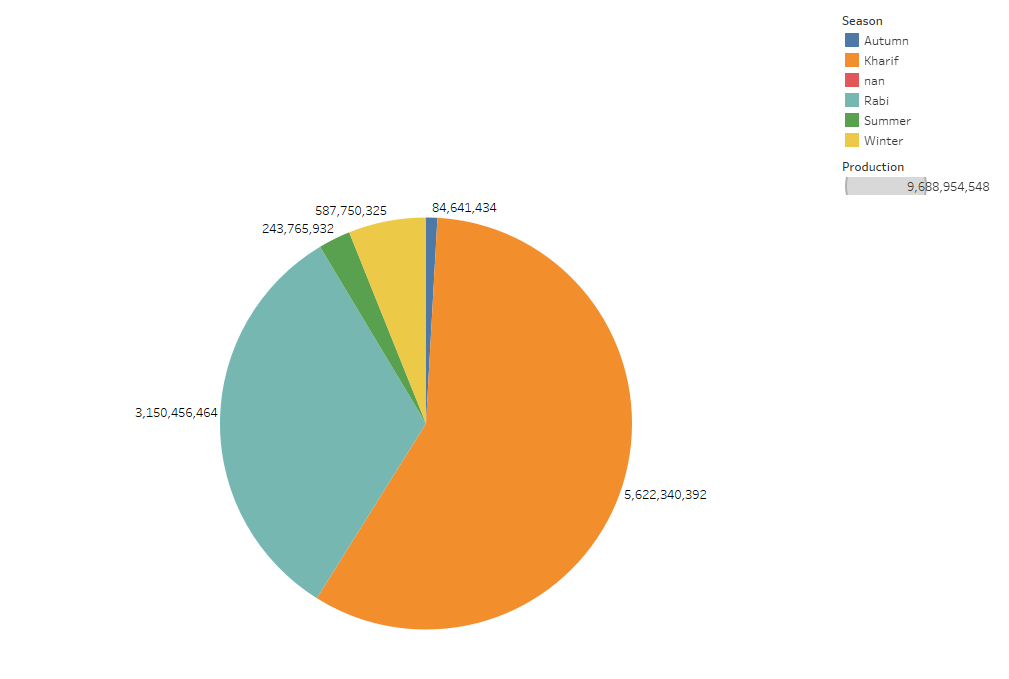 Season
Autumn
Kharif
nan
Rabi
Summer
Winter
Production
9,688,954,548
587,750,325
84,641,434
243,765,932
3,150,456,464
5,622,340,392